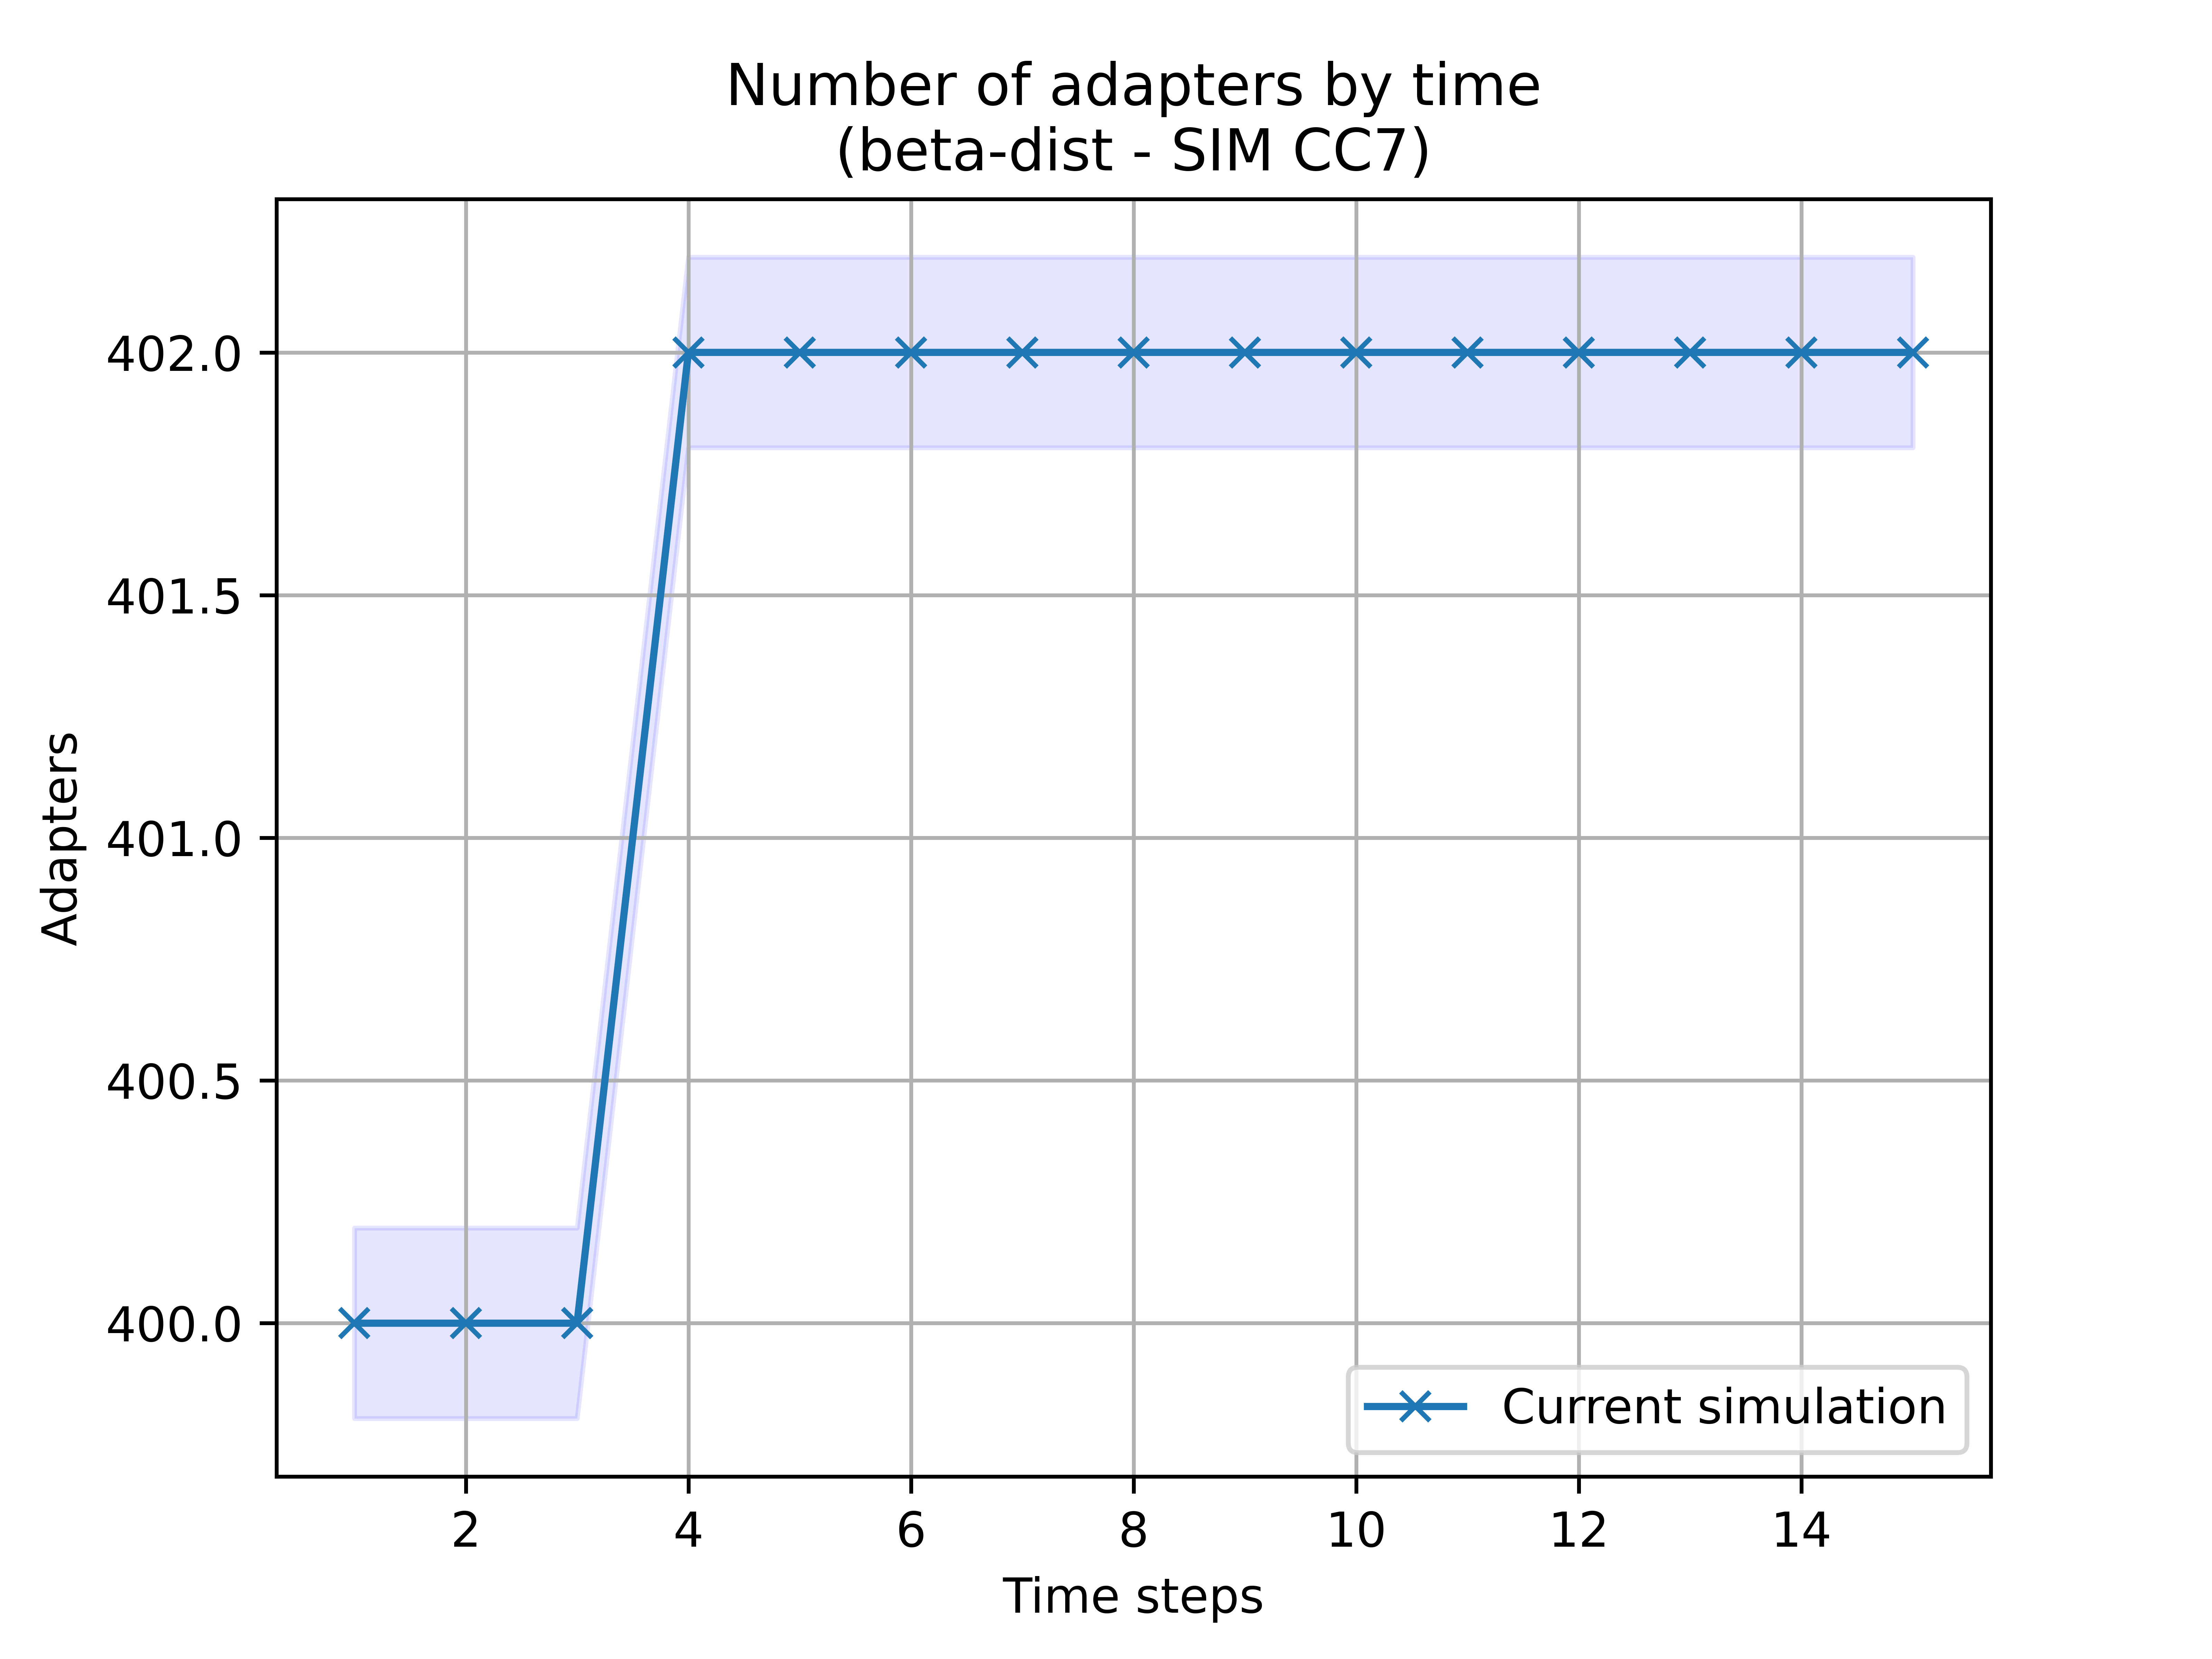 Number of adapters by time
(beta-dist - SIM CC7)
402.0
401.5
401.0
400.5
400.0
Adapters
Current simulation
2 4 6 8 10 12 14
Time steps